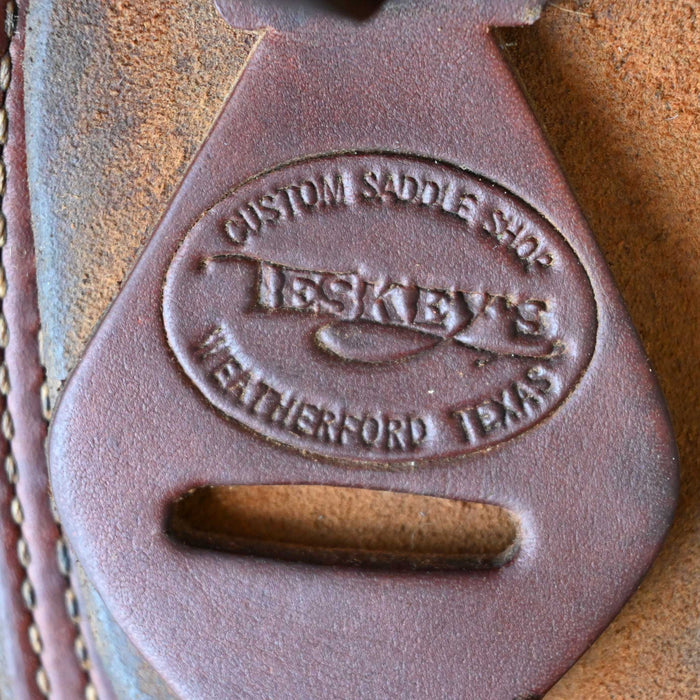 CUSTOM SADDLE SHOP
TESKEY'S
WEATHERFORD TEXAS